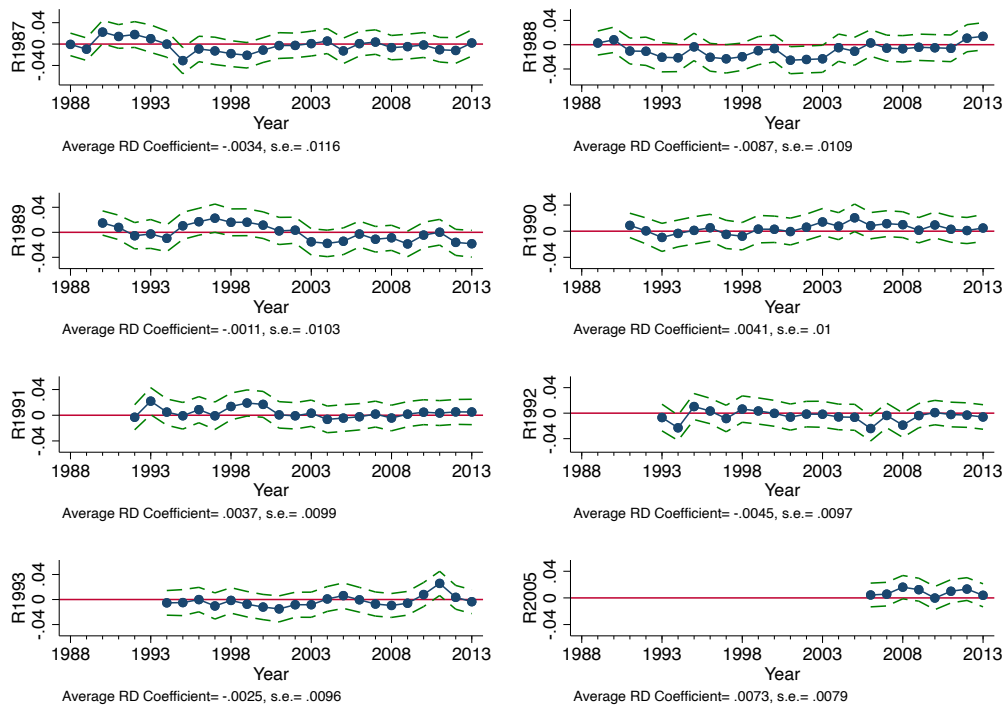 R1987
-.04 0 .04
1988 1993 1998 2003 2008 2013
Year
Average RD Coefficient= -.0034, s.e.= .0116
R1988
-.04 0 .04
1988 1993 1998 2003 2008 2013
Year
Average RD Coefficient= -.0087, s.e.= .0109
R1989
-.04 0 .04
1988 1993 1998 2003 2008 2013
Year
Average RD Coefficient= -.0011, s.e.= .0103
R1990
-.04 0 .04
1988 1993 1998 2003 2008 2013
Year
Average RD Coefficient= .0041, s.e.= .01
R1991
-.04 0 .04
1988 1993 1998 2003 2008 2013
Year
Average RD Coefficient= .0037, s.e.= .0099
R1992
-.04 0 .04
1988 1993 1998 2003 2008 2013
Year
Average RD Coefficient= -.0045, s.e.= .0097
R1993
-.04 0 .04
1988 1993 1998 2003 2008 2013
Year
Average RD Coefficient= -.0025, s.e.= .0096
R2005
-.04 0 .04
1988 1993 1998 2003 2008 2013
Year
Average RD Coefficient= .0073, s.e.= .0079